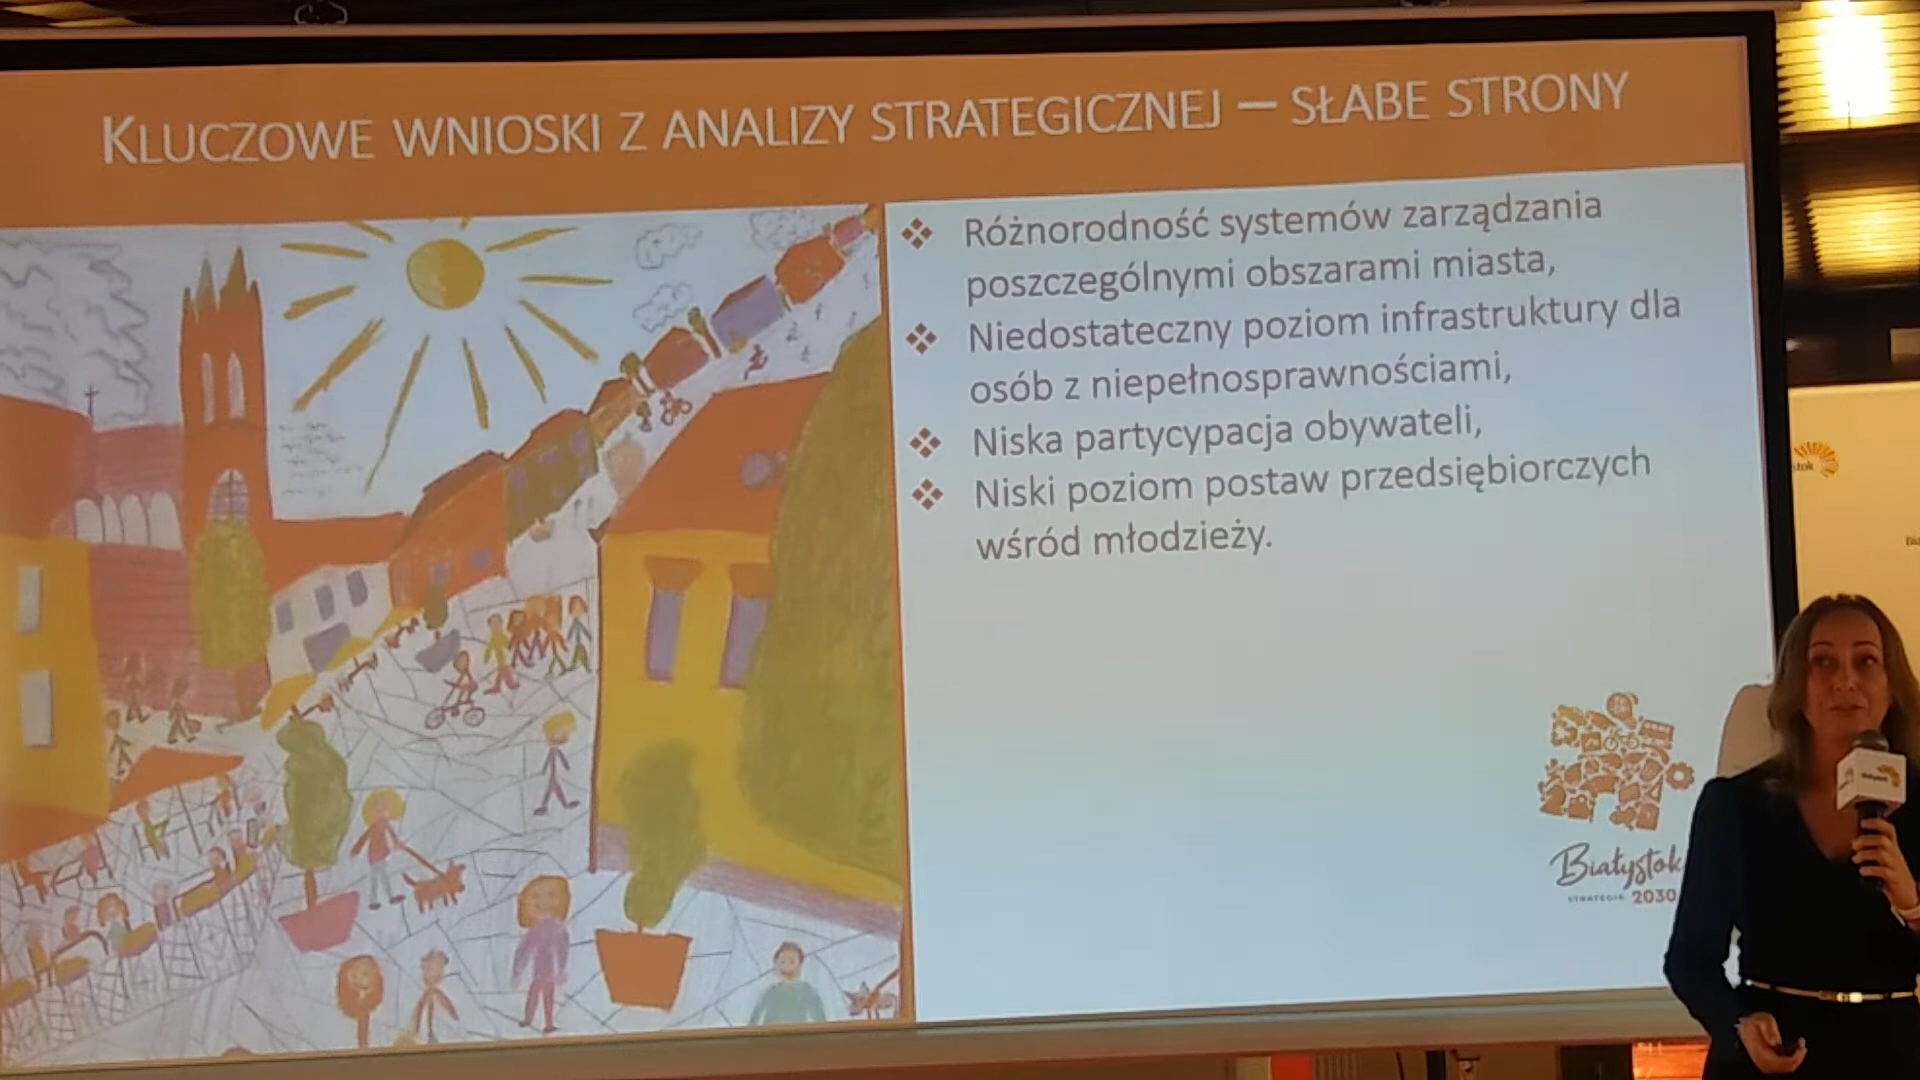 KLUCZOWE WNIOSKI Z ANALIZY STRATEGICZNEJ – SŁABE STRONY
Różnorodność systemów zarządzania
poszczególnymi obszarami miasta,
Niedostateczny poziom infrastruktury dla
osób z niepełnosprawnościami,
Niska partycypacja obywateli,
Niski poziom postaw przedsiębiorczych
wśród młodzieży.
Białystok
STRATEGIA 2030